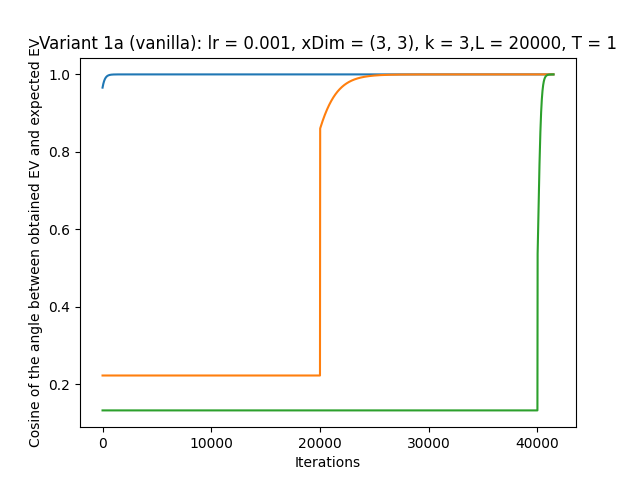 Variant 1a (vanilla): lr = 0.001, xDim = (3, 3), k = 3,L = 20000, T = 1
Cosine of the angle between obtained EV and expected EV
1.0
0.8
0.6
0.4
0.2
0 10000 20000 30000 40000
Iterations